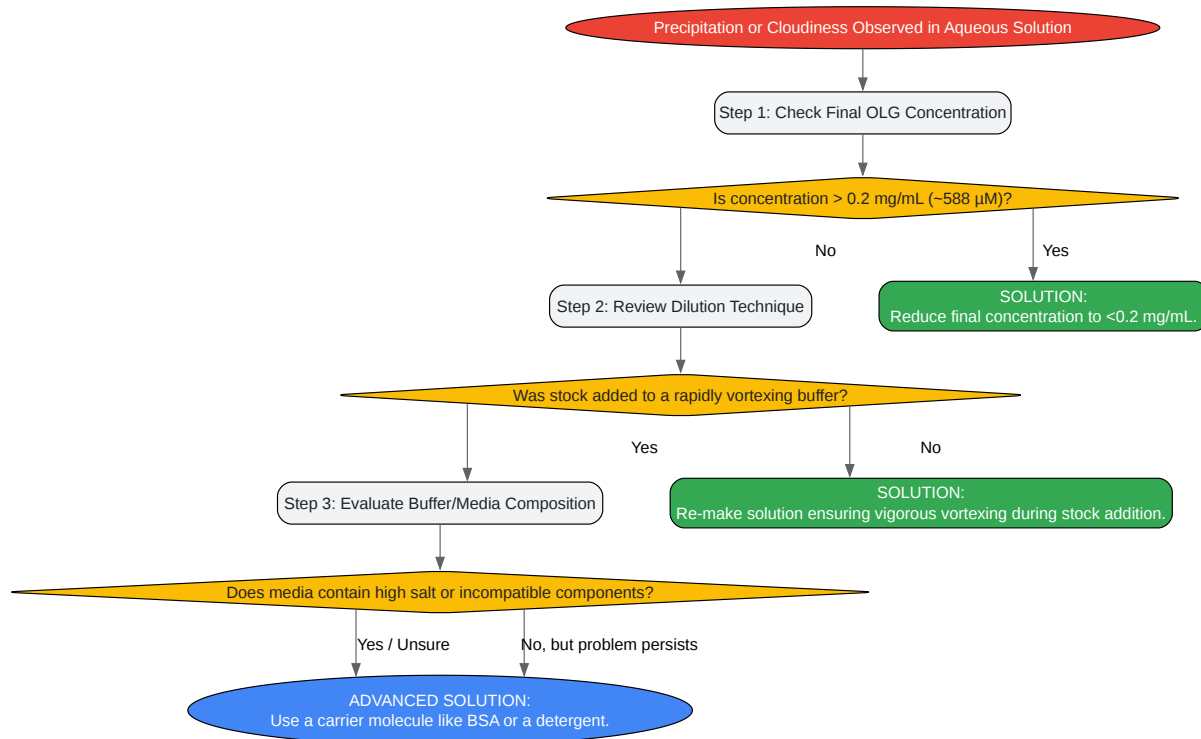 Precipitation or Cloudiness Observed in Aqueous Solution
Step 1: Check Final OLG Concentration
Is concentration > 0.2 mg/mL (~588 µM)?
No
Yes
Step 2: Review Dilution Technique
SOLUTION:
Reduce final concentration to <0.2 mg/mL.
Was stock added to a rapidly vortexing buffer?
Yes
No
Step 3: Evaluate Buffer/Media Composition
SOLUTION:
Re-make solution ensuring vigorous vortexing during stock addition.
Does media contain high salt or incompatible components?
Yes / Unsure
No, but problem persists
ADVANCED SOLUTION:
Use a carrier molecule like BSA or a detergent.